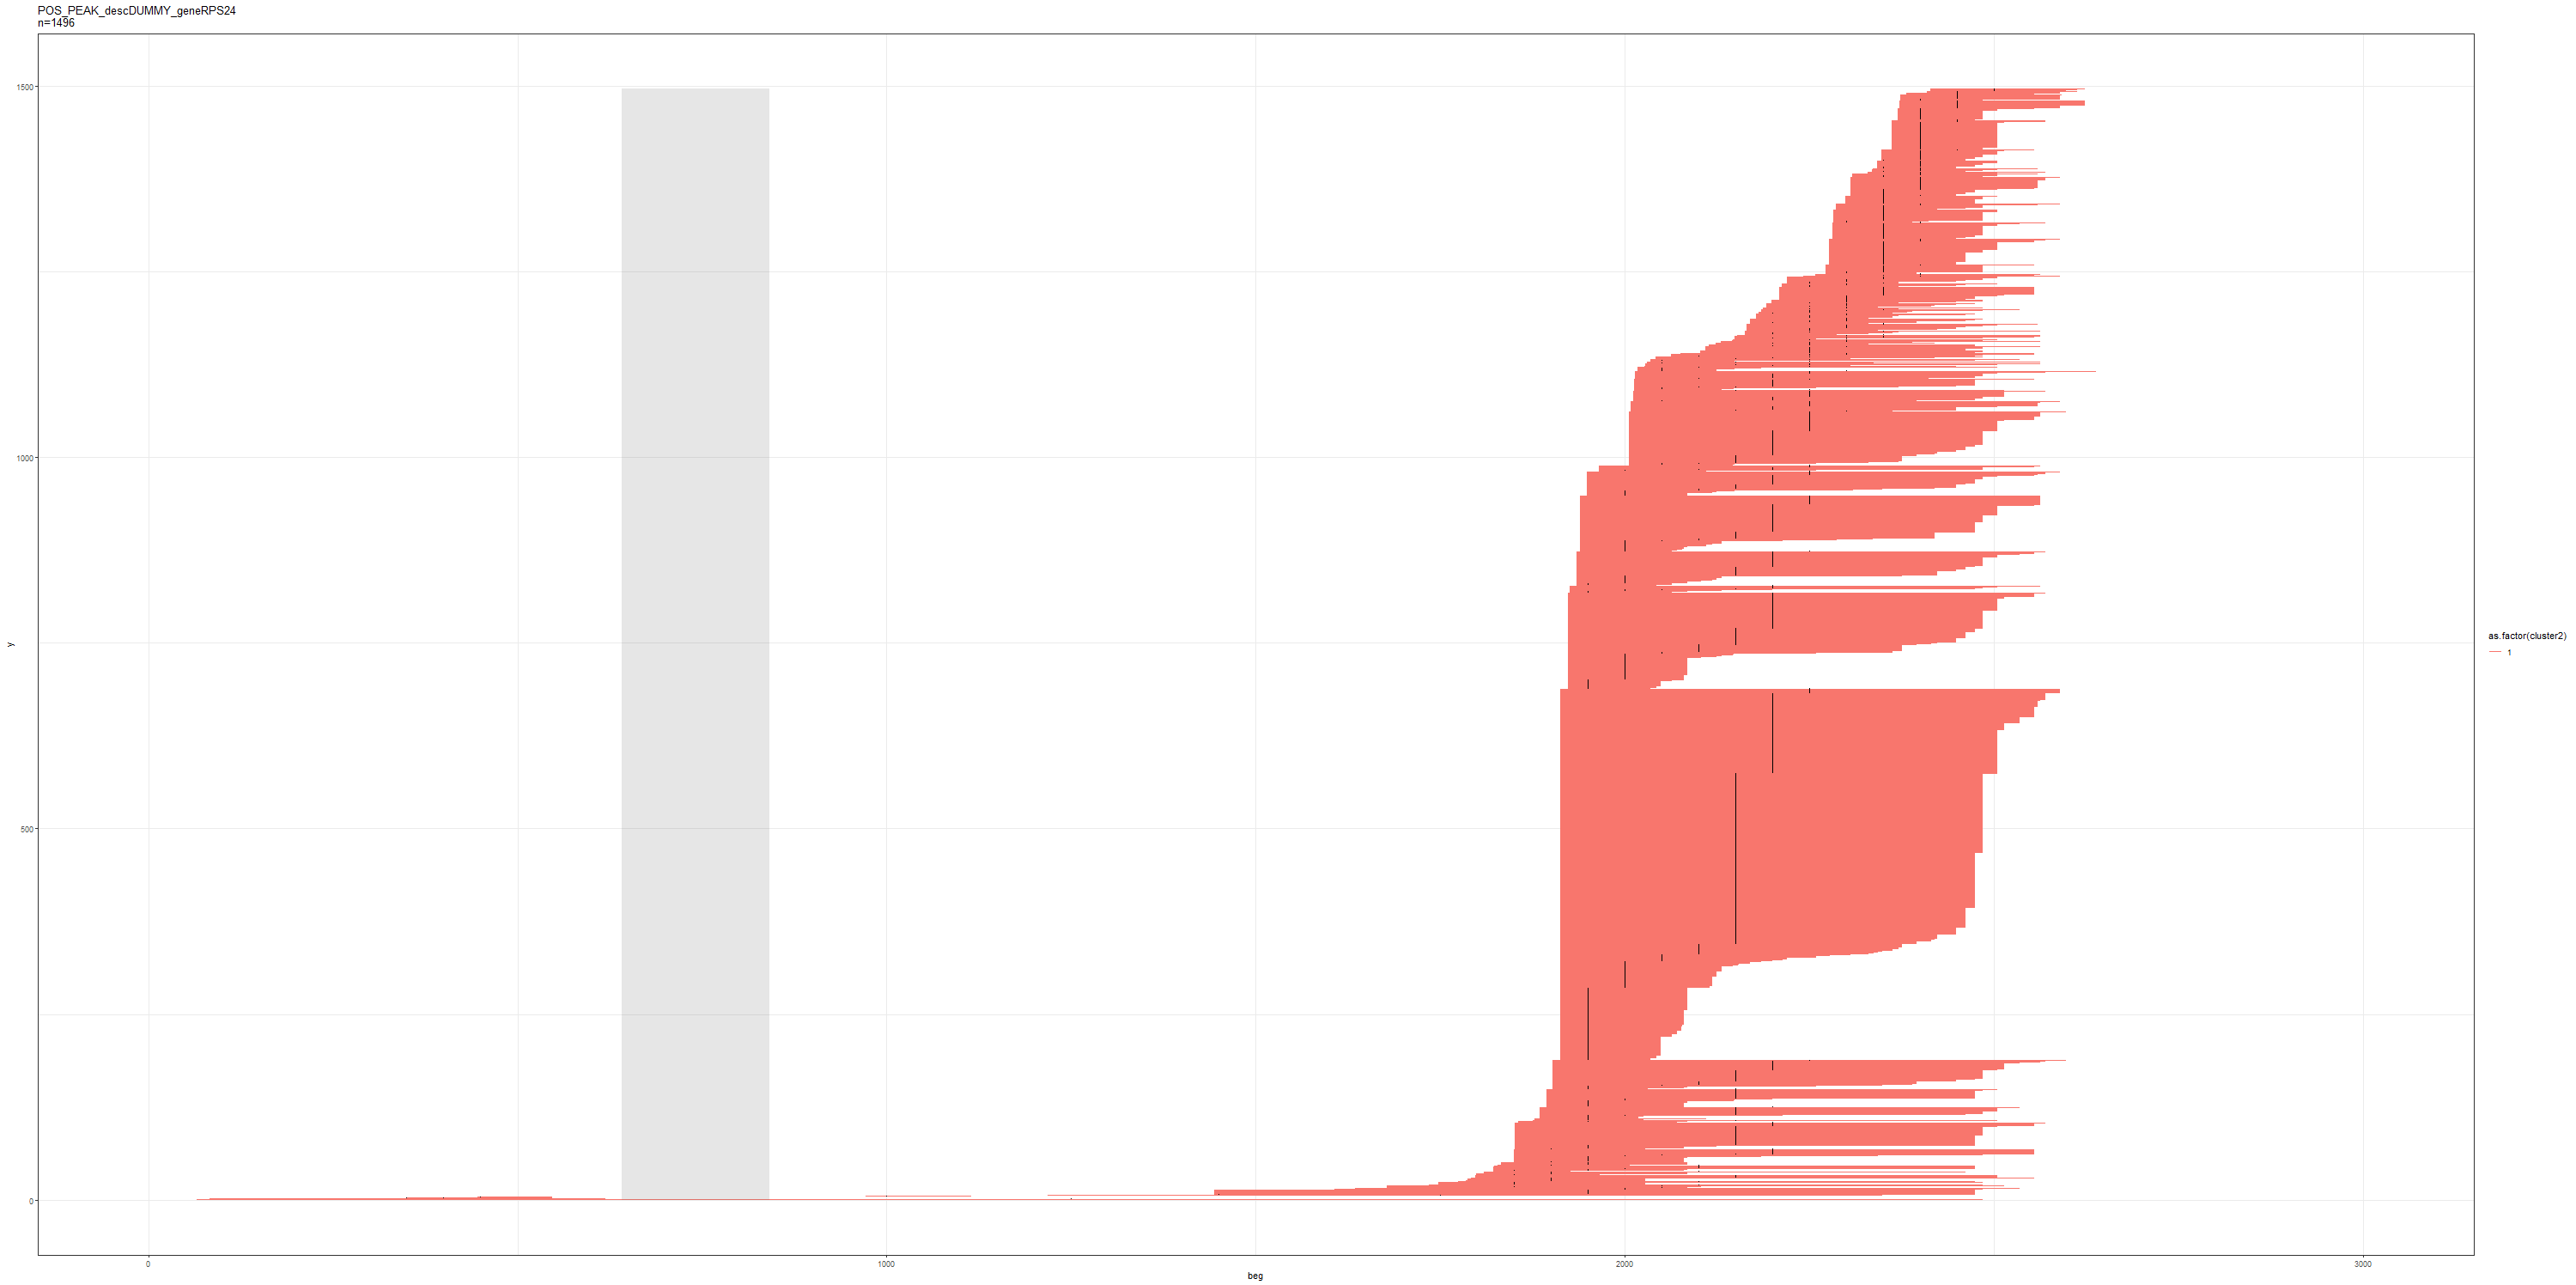 POS_PEAK_descDUMMY_geneRPS24
n=1496
1500
1000
500
0
y
0
1000
2000
3000
beg
as.factor(cluster2)
1